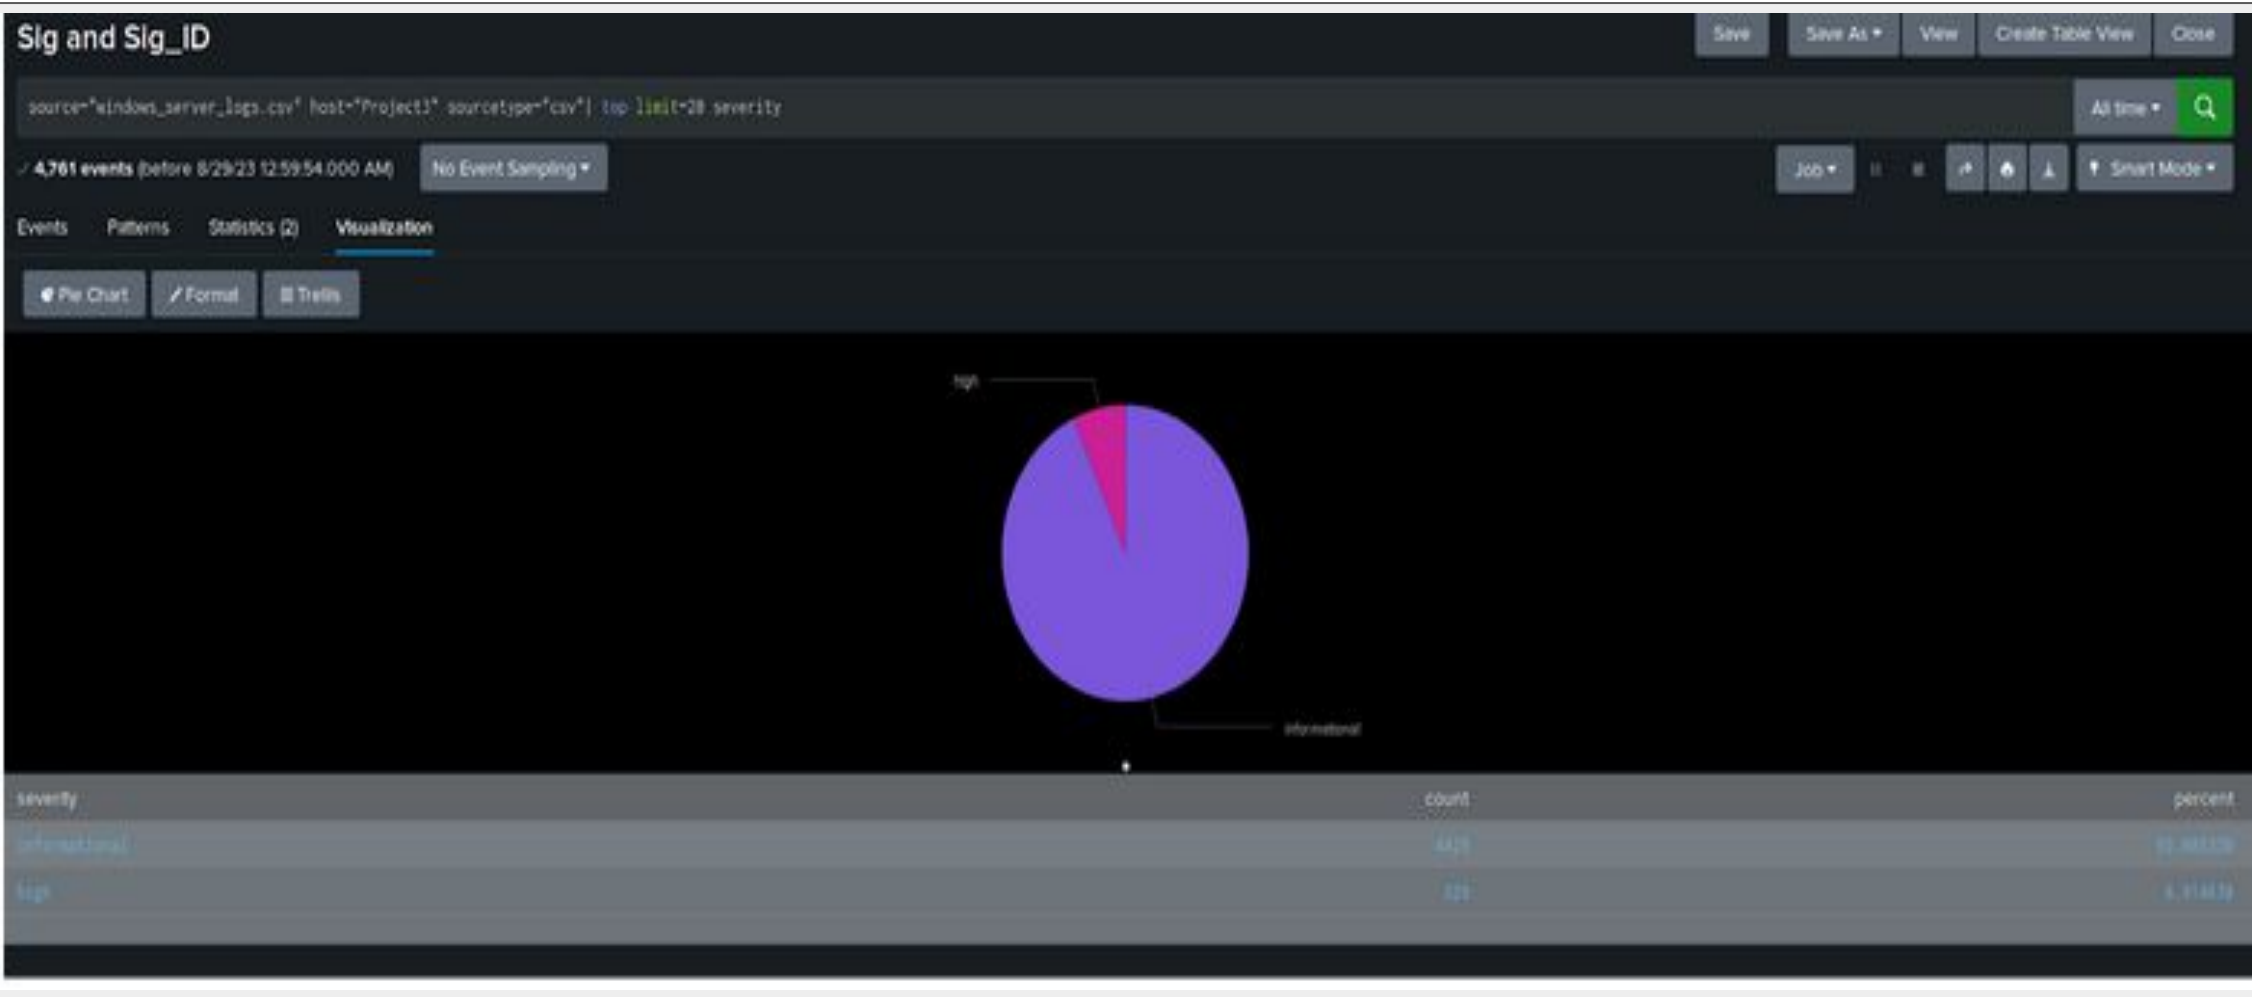 Sig and Sig_ID
Save Save As View Create Table View Close
source="windows_server_logs.csv" host="Project3" sourcetype="csv"| top limit=20 severity
All time
4,761 events (before 8/29/23 12:59:54.000 AM) No Event Sampling
Job Smart Mode
Events Patterns Statistics (2) Visualization
Pie Chart Format Trellis
high
informational
severity count percent
informational
high